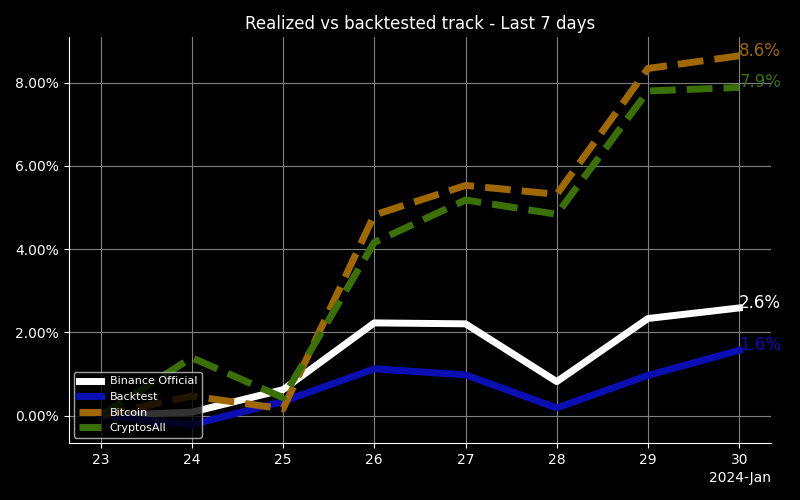 Realized vs backtested track - Last 7 days
8.6%
8.00%
7.9%
6.00%
4.00%
2.6%
2.00%
1.6%
Binance Official
Backtest
0.00%
Bitcoin
CryptosAll
23 24 25 26 27 28 29 30
2024-Jan